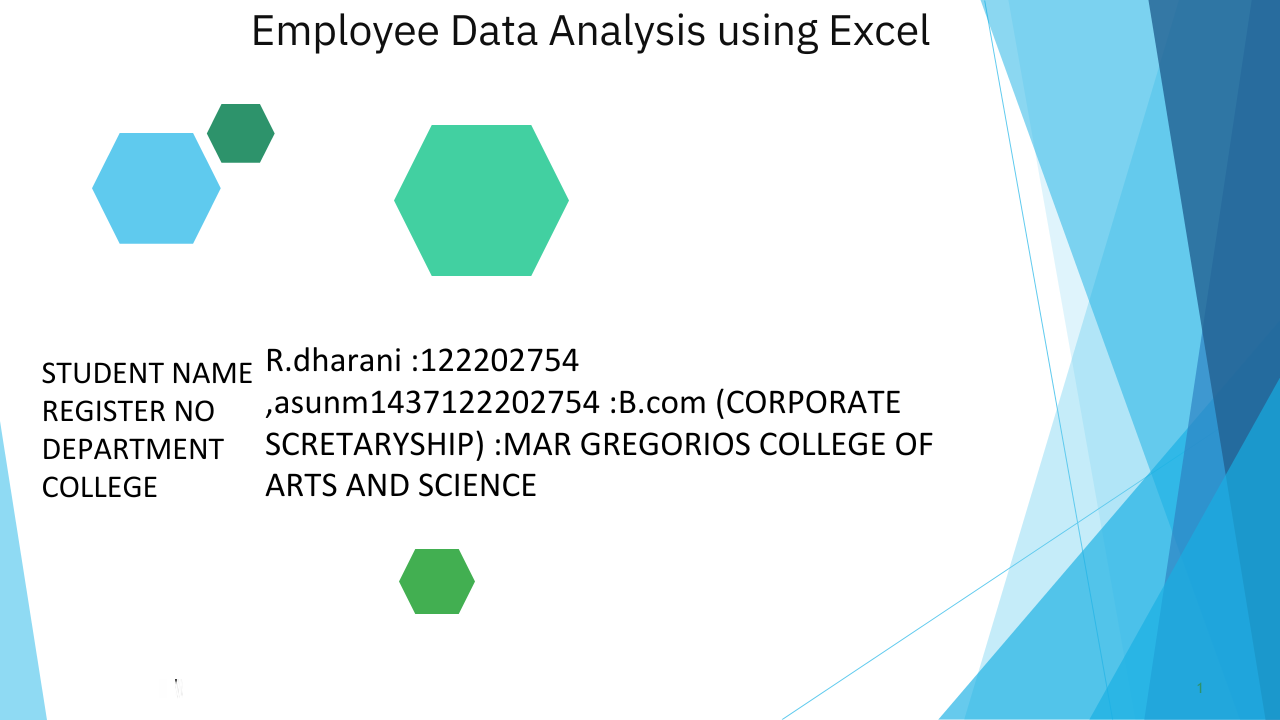 Employee Data Analysis using Excel
STUDENT NAME
REGISTER NO
DEPARTMENT
COLLEGE
R.dharani :122202754
,asunm1437122202754 :B.com (CORPORATE
SCRETARYSHIP) :MAR GREGORIOS COLLEGE OF
ARTS AND SCIENCE
1